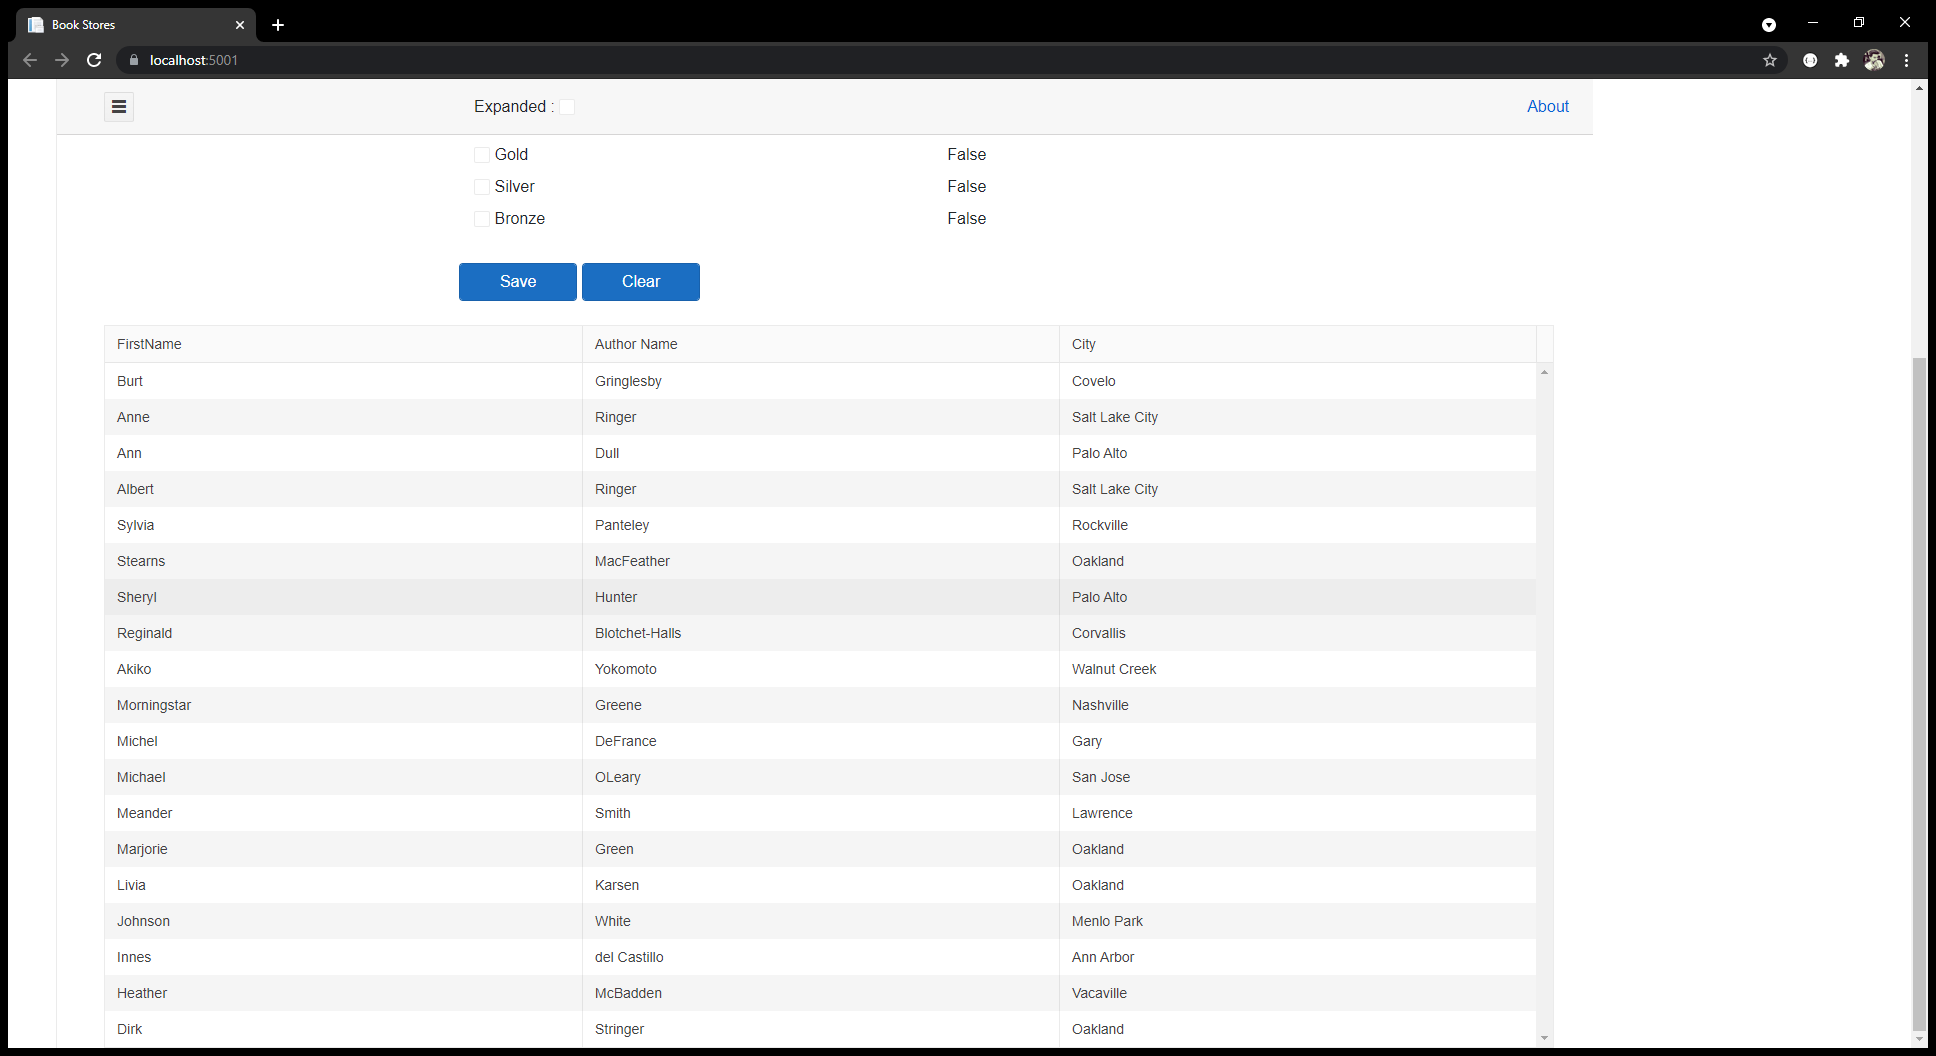 Book Stores
localhost:5001
Expanded : About
Gold False
Silver False
Bronze False
Save Clear
FirstName Author Name City
Burt Gringlesby Covelo
Anne Ringer Salt Lake City
Ann Dull Palo Alto
Albert Ringer Salt Lake City
Sylvia Panteley Rockville
Stearns MacFeather Oakland
Sheryl Hunter Palo Alto
Reginald Blotchet-Halls Corvallis
Akiko Yokomoto Walnut Creek
Morningstar Greene Nashville
Michel DeFrance Gary
Michael OLeary San Jose
Meander Smith Lawrence
Marjorie Green Oakland
Livia Karsen Oakland
Johnson White Menlo Park
Innes del Castillo Ann Arbor
Heather McBadden Vacaville
Dirk Stringer Oakland